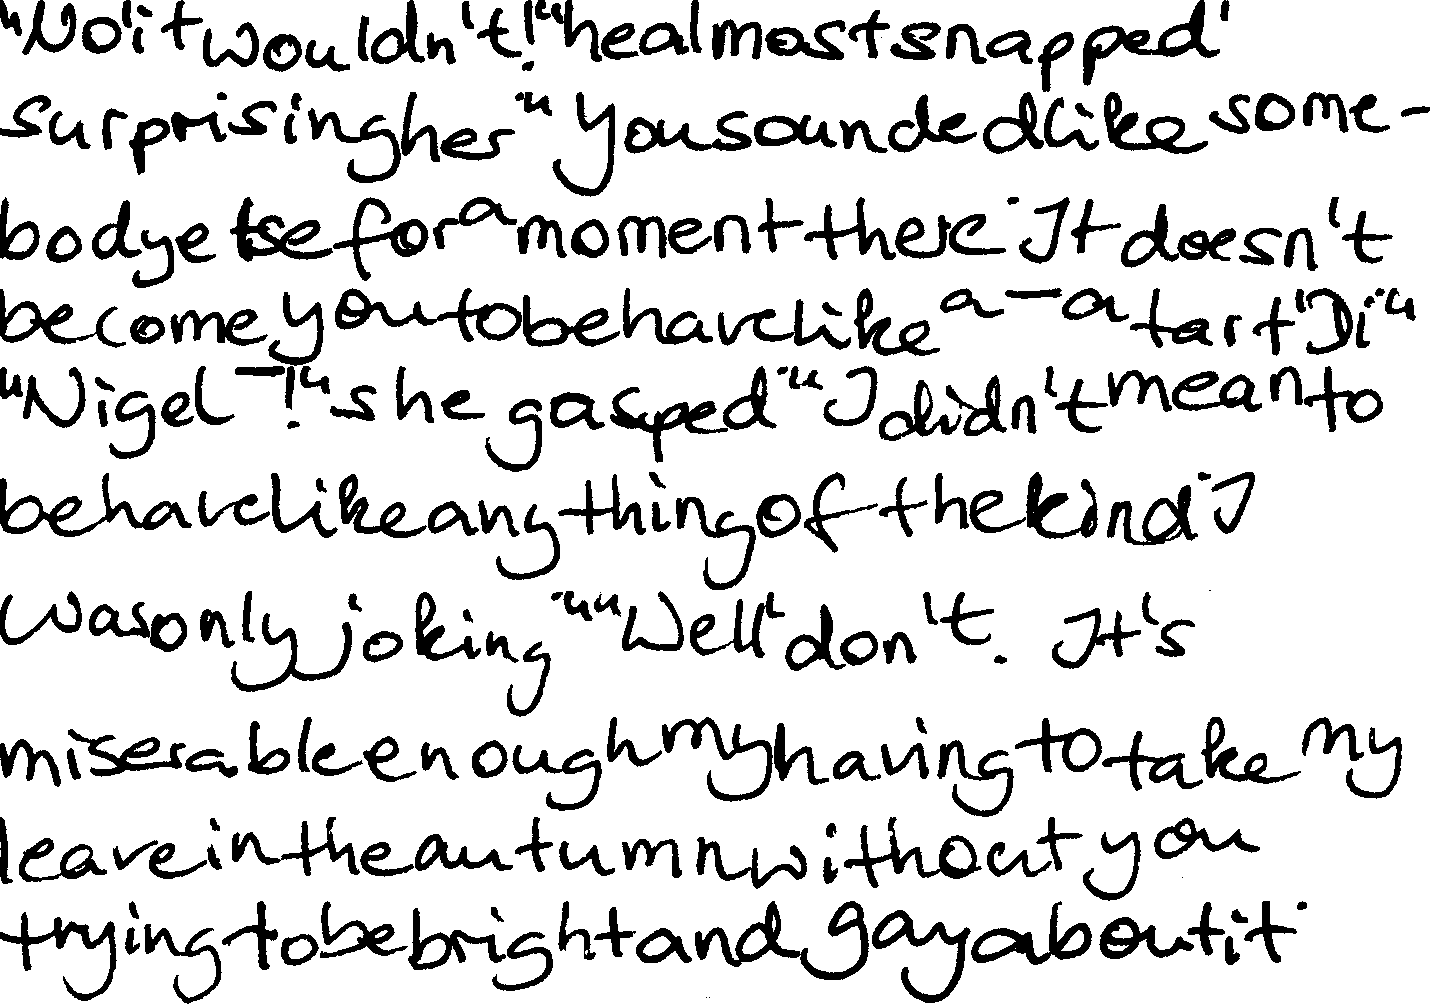 "No, it wouldn't!" he almost snapped,
surprising her. "You sounded like some-
body else for a moment there. It doesn't
become you to behave like a - a tart, Di."
"Nigel -!" she gasped. "I didn't mean to
behave like anything of the kind. I
was only joking." "Well, don't. It's
miserable enough my having to take my
leave in the autumn without you
trying to be bright and gay about it.